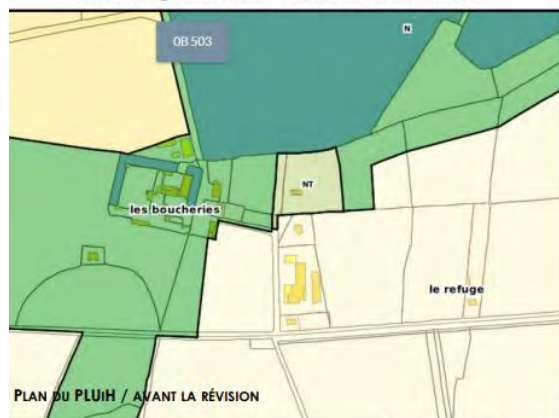 0B 503
N
NT
les boucheries
le refuge
PLAN DU PLUiH / AVANT LA RÉVISION